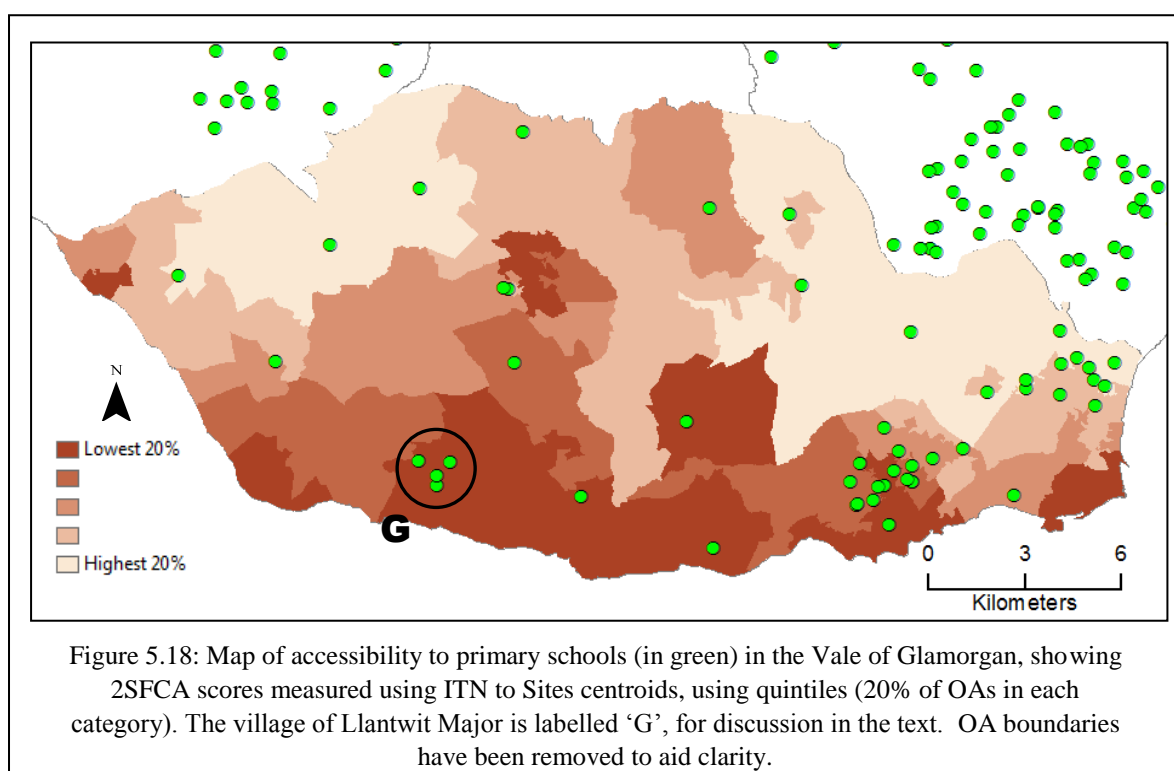 N
Lowest 20%
Highest 20%
G
0 3 6
Kilometers
Figure 5.18: Map of accessibility to primary schools (in green) in the Vale of Glamorgan, showing
2SFCA scores measured using ITN to Sites centroids, using quintiles (20% of OAs in each
category). The village of Llantwit Major is labelled ‘G’, for discussion in the text. OA boundaries
have been removed to aid clarity.